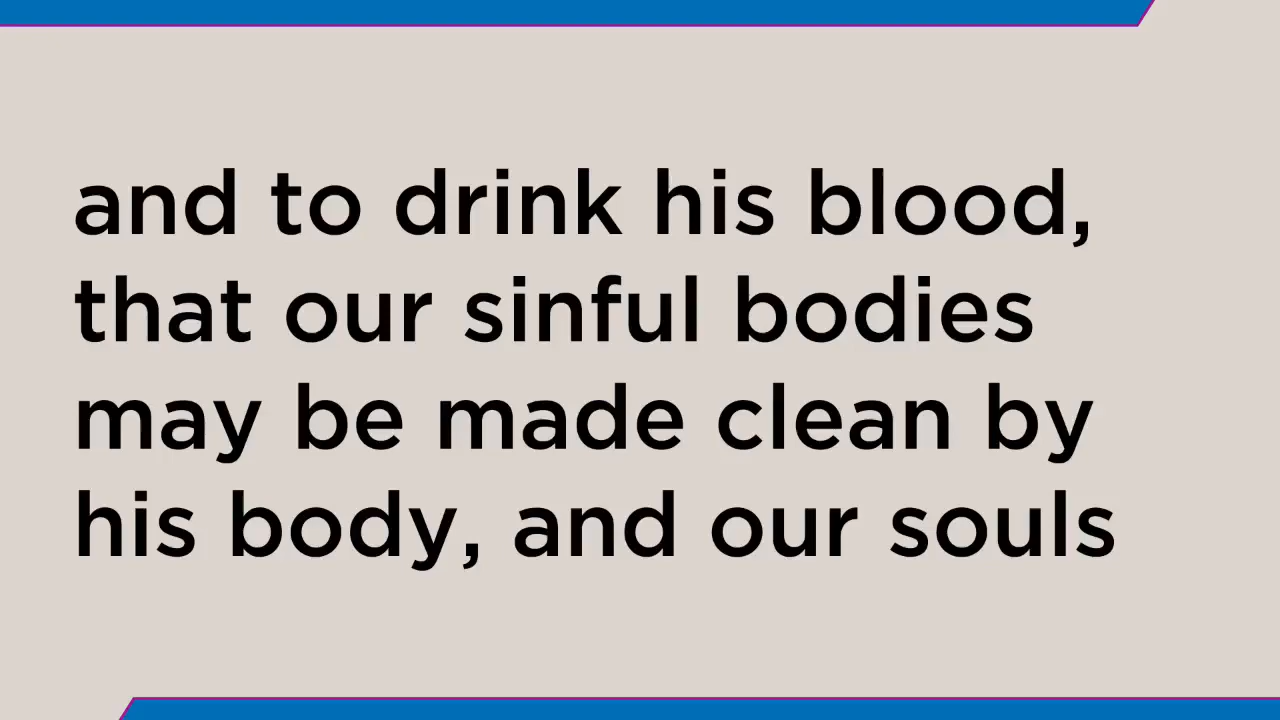 and to drink his blood,
that our sinful bodies
may be made clean by
his body, and our souls